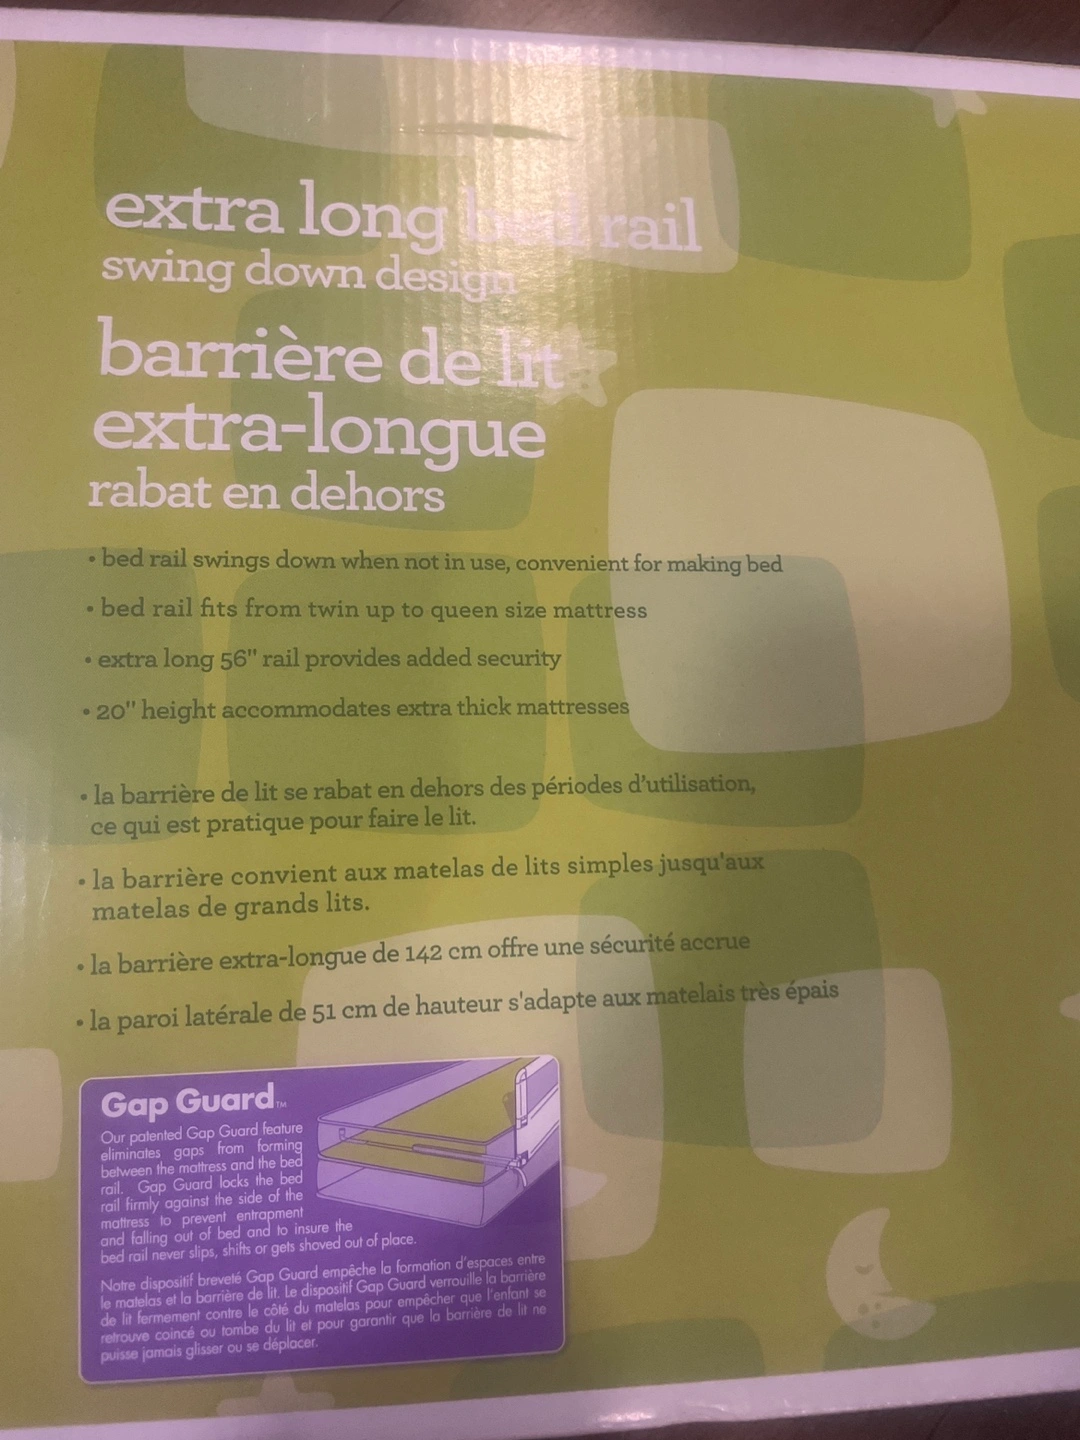 extra long bed rail
swing down design
barrière de lit
extra-longue
rabat en dehors
• bed rail swings down when not in use, convenient for making bed
• bed rail fits from twin up to queen size mattress
• extra long 56" rail provides added security
• 20" height accommodates extra thick mattresses
• la barrière de lit se rabat en dehors des périodes d'utilisation,
ce qui est pratique pour faire le lit.
• la barrière convient aux matelas de lits simples jusqu'aux
matelas de grands lits.
• la barrière extra-longue de 142 cm offre une sécurité accrue
• la paroi latérale de 51 cm de hauteur s'adapte aux matelais très épais
Gap Guard™
Our patented Gap Guard feature
eliminates gaps from forming
between the mattress and the bed
rail. Gap Guard locks the bed
rail firmly against the side of the
mattress to prevent entrapment
and falling out of bed and to insure the
bed rail never slips, shifts or gets shoved out of place.
Notre dispositif breveté Gap Guard empêche la formation d'espaces entre
le matelas et la barrière de lit. Le dispositif Gap Guard verrouille la barrière
de lit fermement contre le côté du matelas pour empêcher que l'enfant se
retrouve coincé ou tombe du lit et pour garantir que la barrière de lit ne
puisse jamais glisser ou se déplacer.